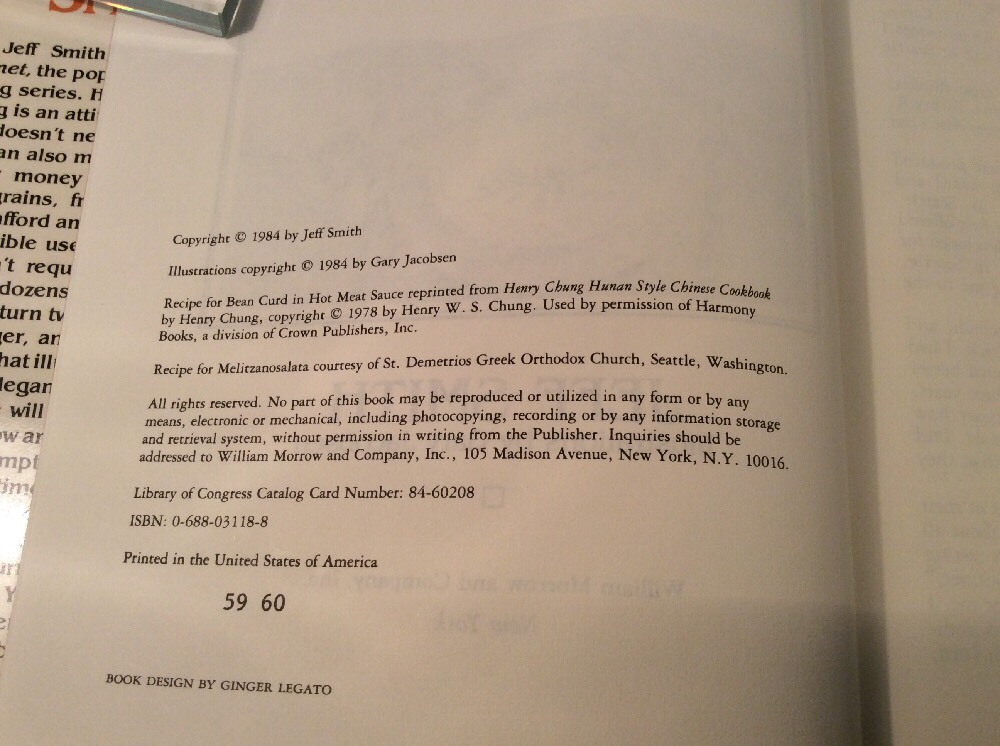 Jeff Smith
net, the pop
g series. H
g is an atti
doesn't ne
an also m
money
grains, fr
afford an
ible use
't requ
dozens
turn tv
ger, an
hat ill
legar
will
ow ar
mpt
time
Copyright © 1984 by Jeff Smith
Illustrations copyright © 1984 by Gary Jacobsen
Recipe for Bean Curd in Hot Meat Sauce reprinted from Henry Chung Hunan Style Chinese Cookbook
by Henry Chung, copyright © 1978 by Henry W. S. Chung. Used by permission of Harmony
Books, a division of Crown Publishers, Inc.
Recipe for Melitzanosalata courtesy of St. Demetrios Greek Orthodox Church, Seattle, Washington.
All rights reserved. No part of this book may be reproduced or utilized in any form or by any
means, electronic or mechanical, including photocopying, recording or by any information storage
and retrieval system, without permission in writing from the Publisher. Inquiries should be
addressed to William Morrow and Company, Inc., 105 Madison Avenue, New York, N.Y. 10016.
Library of Congress Catalog Card Number: 84-60208
ISBN: 0-688-03118-8
Printed in the United States of America
59 60
BOOK DESIGN BY GINGER LEGATO